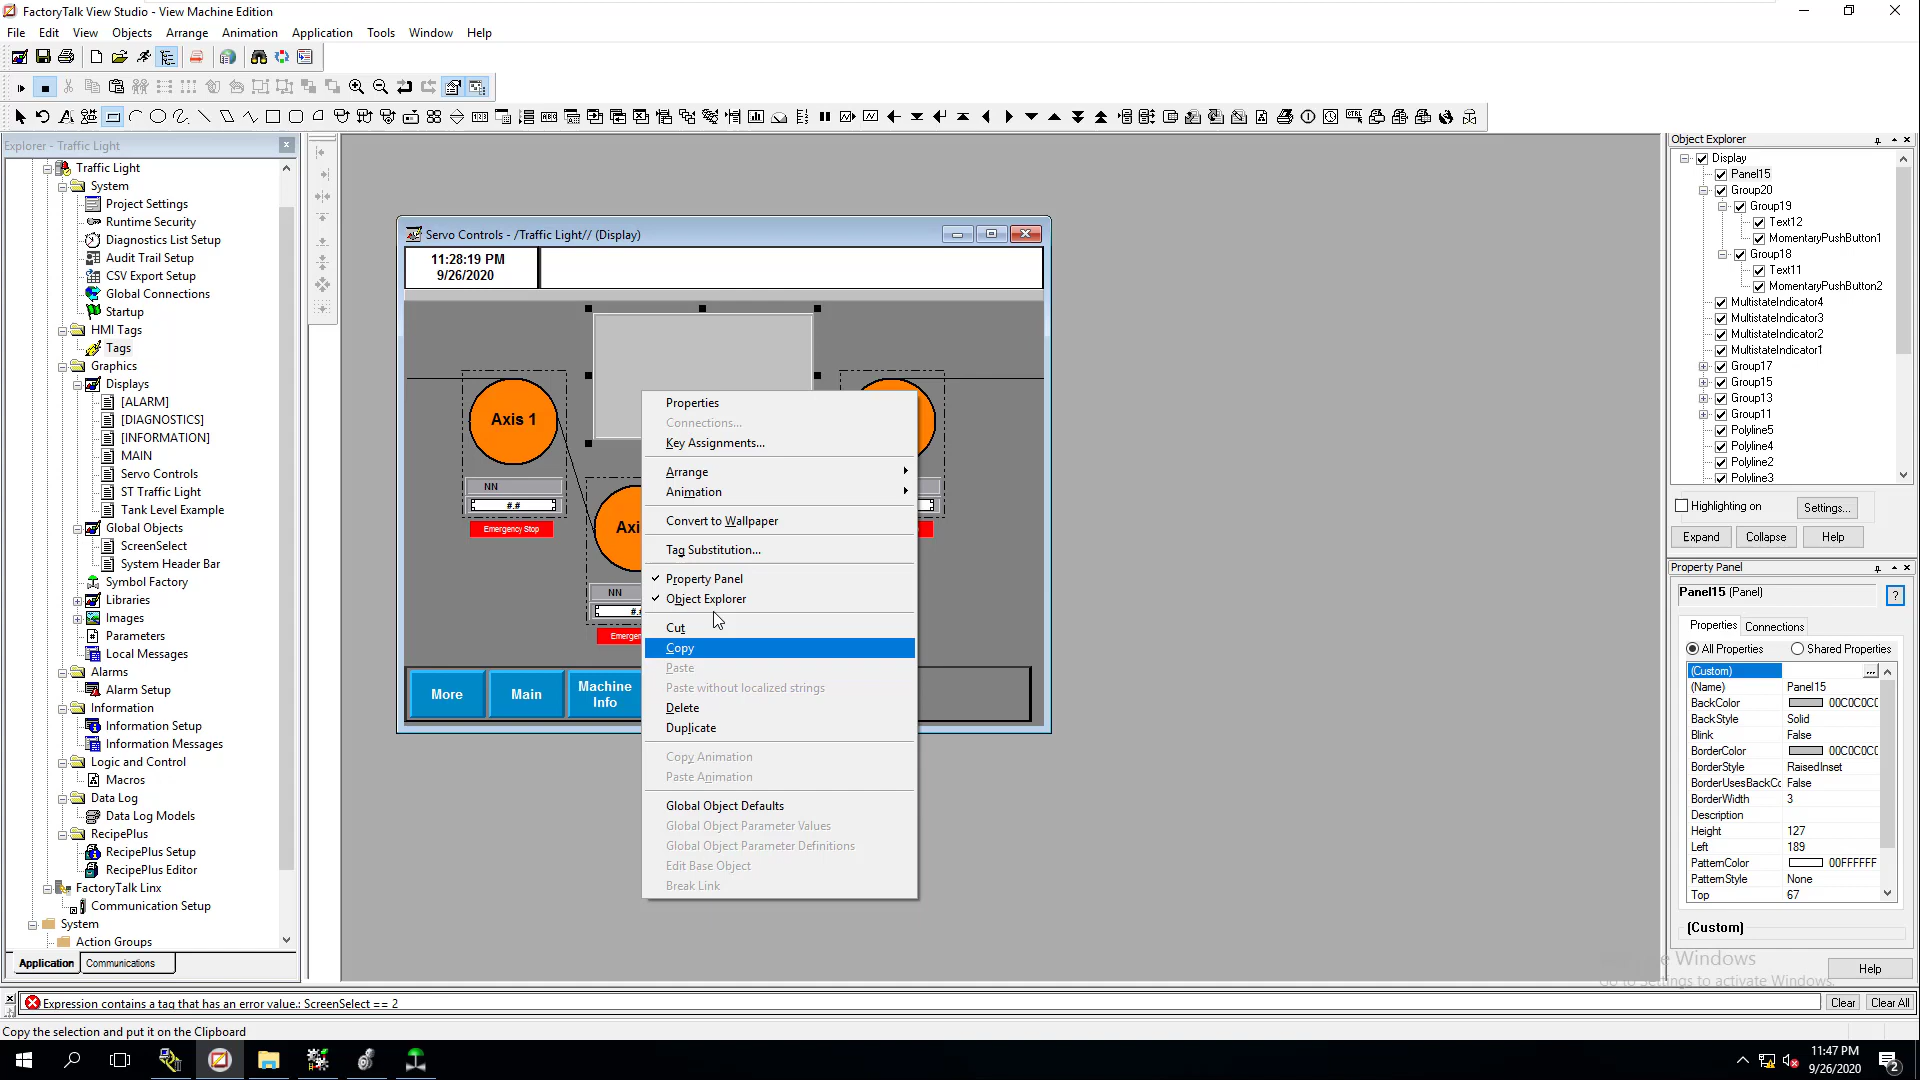 FactoryTalk View Studio - View Machine Edition
File Edit View Objects Arrange Animation Application Tools Window Help
Explorer - Traffic Light
Traffic Light
System
Project Settings
Runtime Security
Diagnostics List Setup
Audit Trail Setup
CSV Export Setup
Global Connections
Startup
HMI Tags
Tags
Graphics
Displays
[ALARM]
[DIAGNOSTICS]
[INFORMATION]
MAIN
Servo Controls
ST Traffic Light
Tank Level Example
Global Objects
ScreenSelect
System Header Bar
Symbol Factory
Libraries
Images
Parameters
Local Messages
Alarms
Alarm Setup
Information
Information Setup
Information Messages
Logic and Control
Macros
Data Log
Data Log Models
RecipePlus
RecipePlus Setup
RecipePlus Editor
FactoryTalk Linx
Communication Setup
System
Action Groups
Application Communications
Servo Controls - /Traffic Light// (Display)
11:28:19 PM
9/26/2020
Axis 1
NN
#.#
Emergency Stop
Axi
NN
#.
Emergen
More Main Machine
Info
Properties
Connections...
Key Assignments...
Arrange
Animation
Convert to Wallpaper
Tag Substitution...
Property Panel
Object Explorer
Cut
Copy
Paste
Paste without localized strings
Delete
Duplicate
Copy Animation
Paste Animation
Global Object Defaults
Global Object Parameter Values
Global Object Parameter Definitions
Edit Base Object
Break Link
Object Explorer
Display
Panel15
Group20
Group19
Text12
MomentaryPushButton1
Group18
Text11
MomentaryPushButton2
MultistateIndicator4
MultistateIndicator3
MultistateIndicator2
MultistateIndicator1
Group17
Group15
Group13
Group11
Polyline5
Polyline4
Polyline2
Polyline3
Highlighting on Settings...
Expand Collapse Help
Property Panel
Panel15 (Panel) ?
Properties Connections
All Properties Shared Properties
(Custom) ...
(Name) Panel15
BackColor 00C0C0C0
BackStyle Solid
Blink False
BorderColor 00C0C0C0
BorderStyle RaisedInset
BorderUsesBackCo False
BorderWidth 3
Description
Height 127
Left 189
PatternColor 00FFFFFF
PatternStyle None
Top 67
(Custom)
Windows
Settings to activate Windows.
Help
Expression contains a tag that has an error value.: ScreenSelect == 2
Clear Clear All
Copy the selection and put it on the Clipboard
11:47 PM
9/26/2020
2